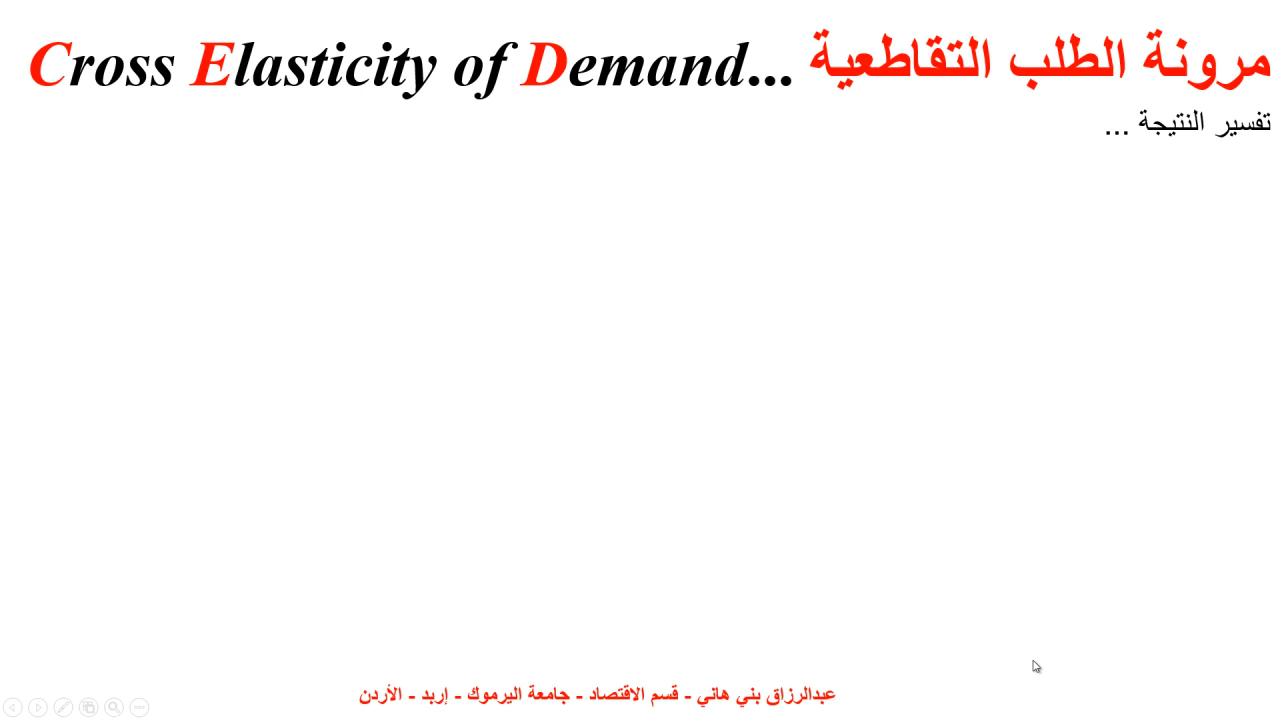 مرونة الطلب التقاطعية Cross Elasticity of Demand...
تفسير النتيجة ...
عبدالرزاق بني هاني - قسم الاقتصاد - جامعة اليرموك - إربد - الأردن